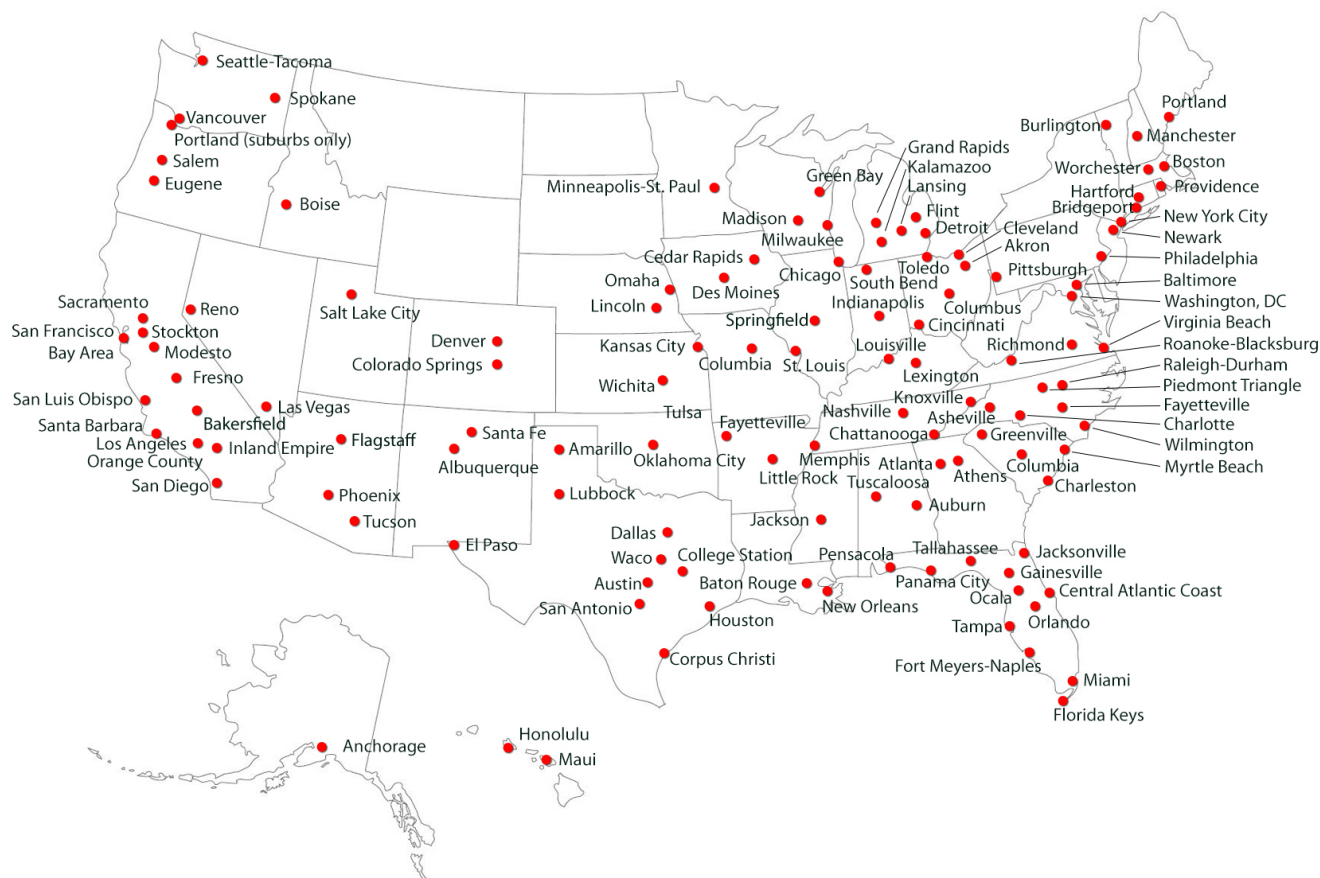 Seattle-Tacoma
Spokane
Vancouver
Portland (suburbs only)
Salem
Eugene
Boise
Minneapolis-St. Paul
Green Bay
Grand Rapids
Kalamazoo
Lansing
Madison
Milwaukee
Flint
Detroit
Cleveland
Akron
Portland
Burlington
Manchester
Worchester
Boston
Hartford
Providence
Bridgeport
New York City
Newark
Philadelphia
Pittsburgh
Baltimore
Washington, DC
Virginia Beach
Richmond
Roanoke-Blacksburg
Raleigh-Durham
Piedmont Triangle
Fayetteville
Charlotte
Wilmington
Myrtle Beach
Cedar Rapids
Chicago
Toledo
South Bend
Omaha
Des Moines
Lincoln
Indianapolis
Columbus
Springfield
Cincinnati
Sacramento
Reno
Salt Lake City
San Francisco
Bay Area
Stockton
Modesto
Denver
Colorado Springs
Kansas City
Columbia
St. Louis
Louisville
Lexington
Fresno
Wichita
San Luis Obispo
Las Vegas
Bakersfield
Santa Barbara
Los Angeles
Orange County
Inland Empire
San Diego
Flagstaff
Santa Fe
Albuquerque
Amarillo
Tulsa
Oklahoma City
Fayetteville
Nashville
Knoxville
Asheville
Chattanooga
Greenville
Memphis
Little Rock
Atlanta
Athens
Columbia
Charleston
Tuscaloosa
Auburn
Phoenix
Tucson
Lubbock
El Paso
Dallas
Waco
College Station
Jackson
Austin
San Antonio
Baton Rouge
New Orleans
Houston
Corpus Christi
Pensacola
Tallahassee
Panama City
Jacksonville
Gainesville
Ocala
Central Atlantic Coast
Orlando
Tampa
Fort Meyers-Naples
Miami
Florida Keys
Anchorage
Honolulu
Maui